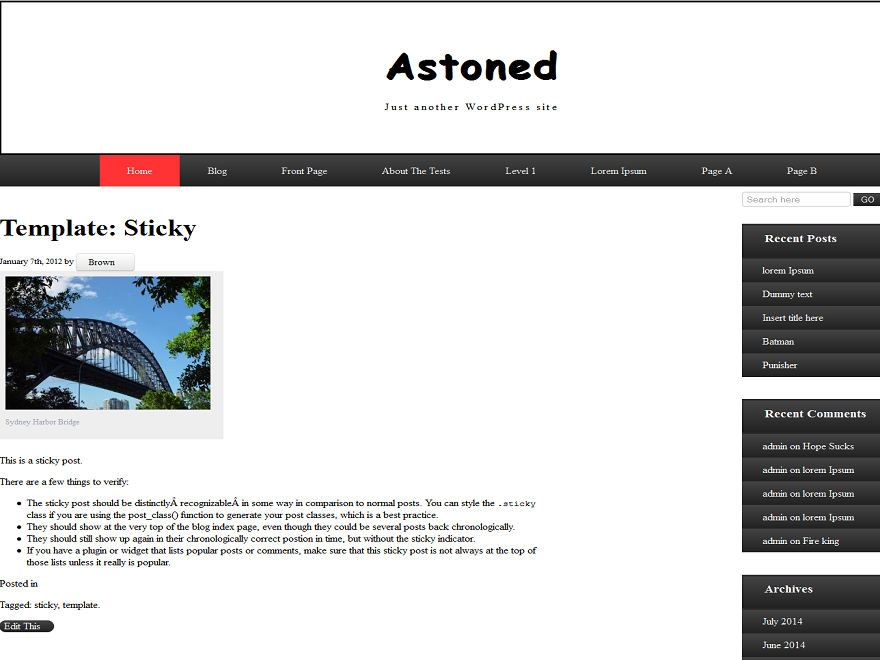 Astoned
Just another WordPress site
Home Blog Front Page About The Tests Level 1 Lorem Ipsum Page A Page B
Search here GO
Template: Sticky
January 7th, 2012 by Brown
Sydney Harbor Bridge
This is a sticky post.
There are a few things to verify:
The sticky post should be distinctlyÂ recognizableÂ in some way in comparison to normal posts. You can style the .sticky
class if you are using the post_class() function to generate your post classes, which is a best practice.
They should show at the very top of the blog index page, even though they could be several posts back chronologically.
They should still show up again in their chronologically correct postion in time, but without the sticky indicator.
If you have a plugin or widget that lists popular posts or comments, make sure that this sticky post is not always at the top of
those lists unless it really is popular.
Posted in
Tagged: sticky, template.
Edit This
Recent Posts
lorem Ipsum
Dummy text
Insert title here
Batman
Punisher
Recent Comments
admin on Hope Sucks
admin on lorem Ipsum
admin on lorem Ipsum
admin on lorem Ipsum
admin on Fire king
Archives
July 2014
June 2014